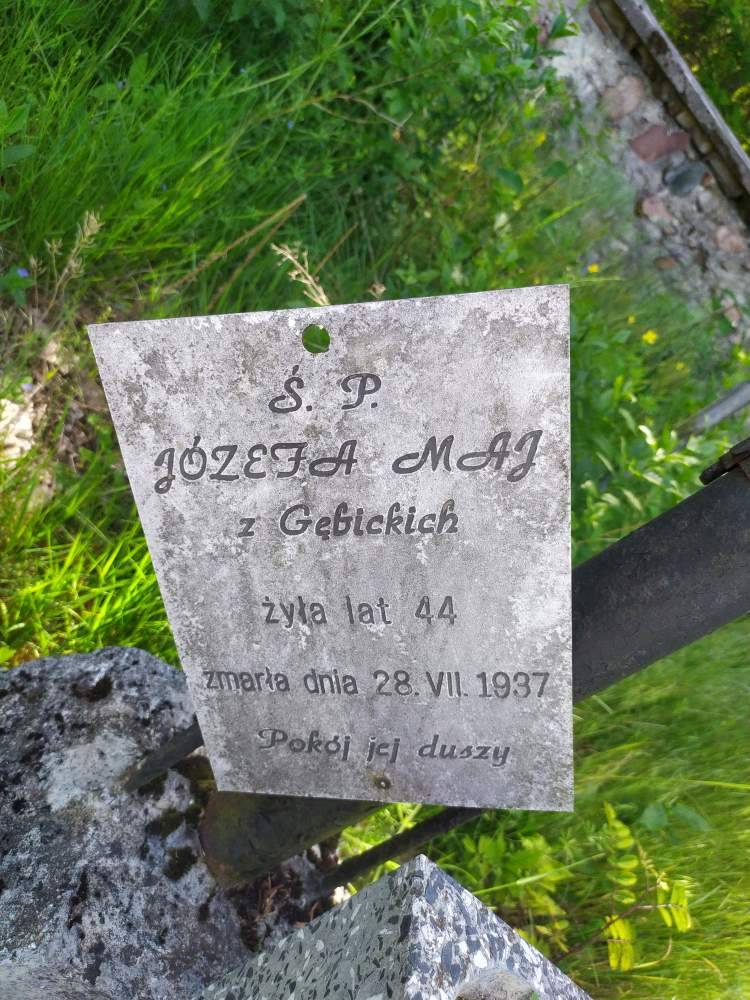 Ś. P.
JÓZEFA MAJ
z Gębickich
żyła lat 44
zmarła dnia 28. VII. 1937
Pokój jej duszy